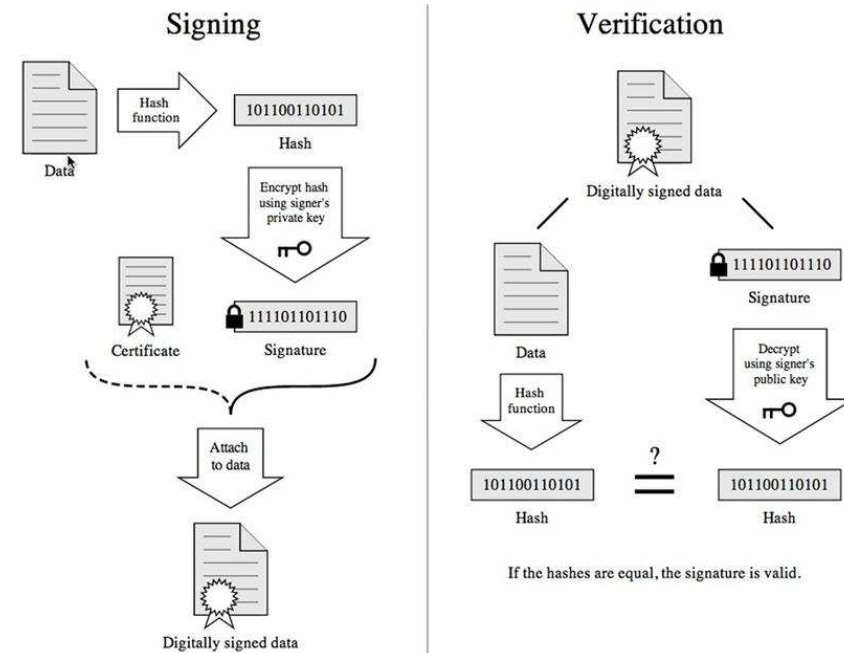 Signing
Hash
function
101100110101
Hash
Data
Encrypt hash
using signer's
private key
111101101110
Certificate
Signature
Attach
to data
Digitally signed data
Verification
Digitally signed data
111101101110
Signature
Data
Hash
function
Decrypt
using signer's
public key
?
101100110101
=
101100110101
Hash
Hash
If the hashes are equal, the signature is valid.